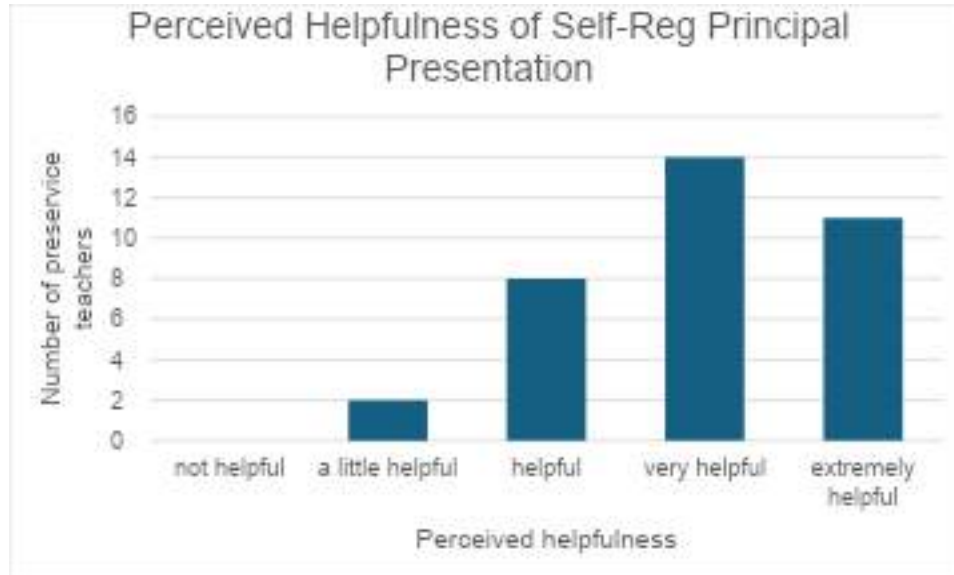 Perceived Helpfulness of Self-Reg Principal
Presentation
Number of preservice
teachers
16
14
12
10
8
6
4
2
0
not helpful
a little helpful
helpful
very helpful
extremely
helpful
Perceived helpfulness